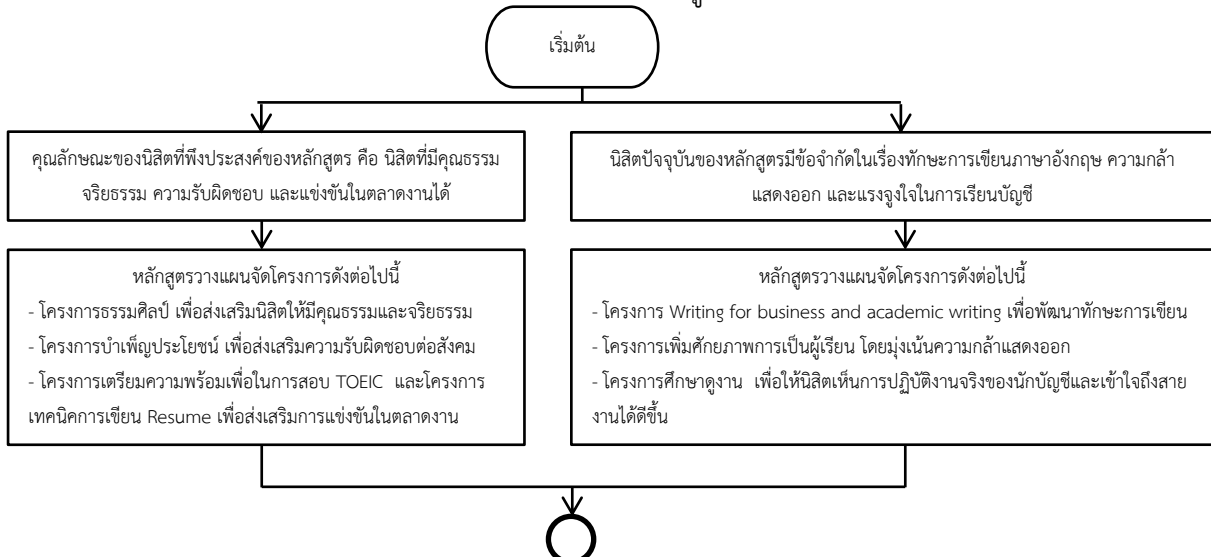 เริ่มต้น
คุณลักษณะของนิสิตที่พึงประสงค์ของหลักสูตร คือ นิสิตที่มีคุณธรรม
จริยธรรม ความรับผิดชอบ และแข่งขันในตลาดงานได้
นิสิตปัจจุบันของหลักสูตรมีข้อจำกัดในเรื่องทักษะการเขียนภาษาอังกฤษ ความกล้า
แสดงออก และแรงจูงใจในการเรียนบัญชี
หลักสูตรวางแผนจัดโครงการดังต่อไปนี้
- โครงการธรรมศิลป์ เพื่อส่งเสริมนิสิตให้มีคุณธรรมและจริยธรรม
- โครงการบำเพ็ญประโยชน์ เพื่อส่งเสริมความรับผิดชอบต่อสังคม
- โครงการเตรียมความพร้อมเพื่อในการสอบ TOEIC และโครงการ
เทคนิคการเขียน Resume เพื่อส่งเสริมการแข่งขันในตลาดงาน
หลักสูตรวางแผนจัดโครงการดังต่อไปนี้
- โครงการ Writing for business and academic writing เพื่อพัฒนาทักษะการเขียน
- โครงการเพิ่มศักยภาพการเป็นผู้เรียน โดยมุ่งเน้นความกล้าแสดงออก
- โครงการศึกษาดูงาน เพื่อให้นิสิตเห็นการปฏิบัติงานจริงของนักบัญชีและเข้าใจถึงสาย
งานได้ดีขึ้น